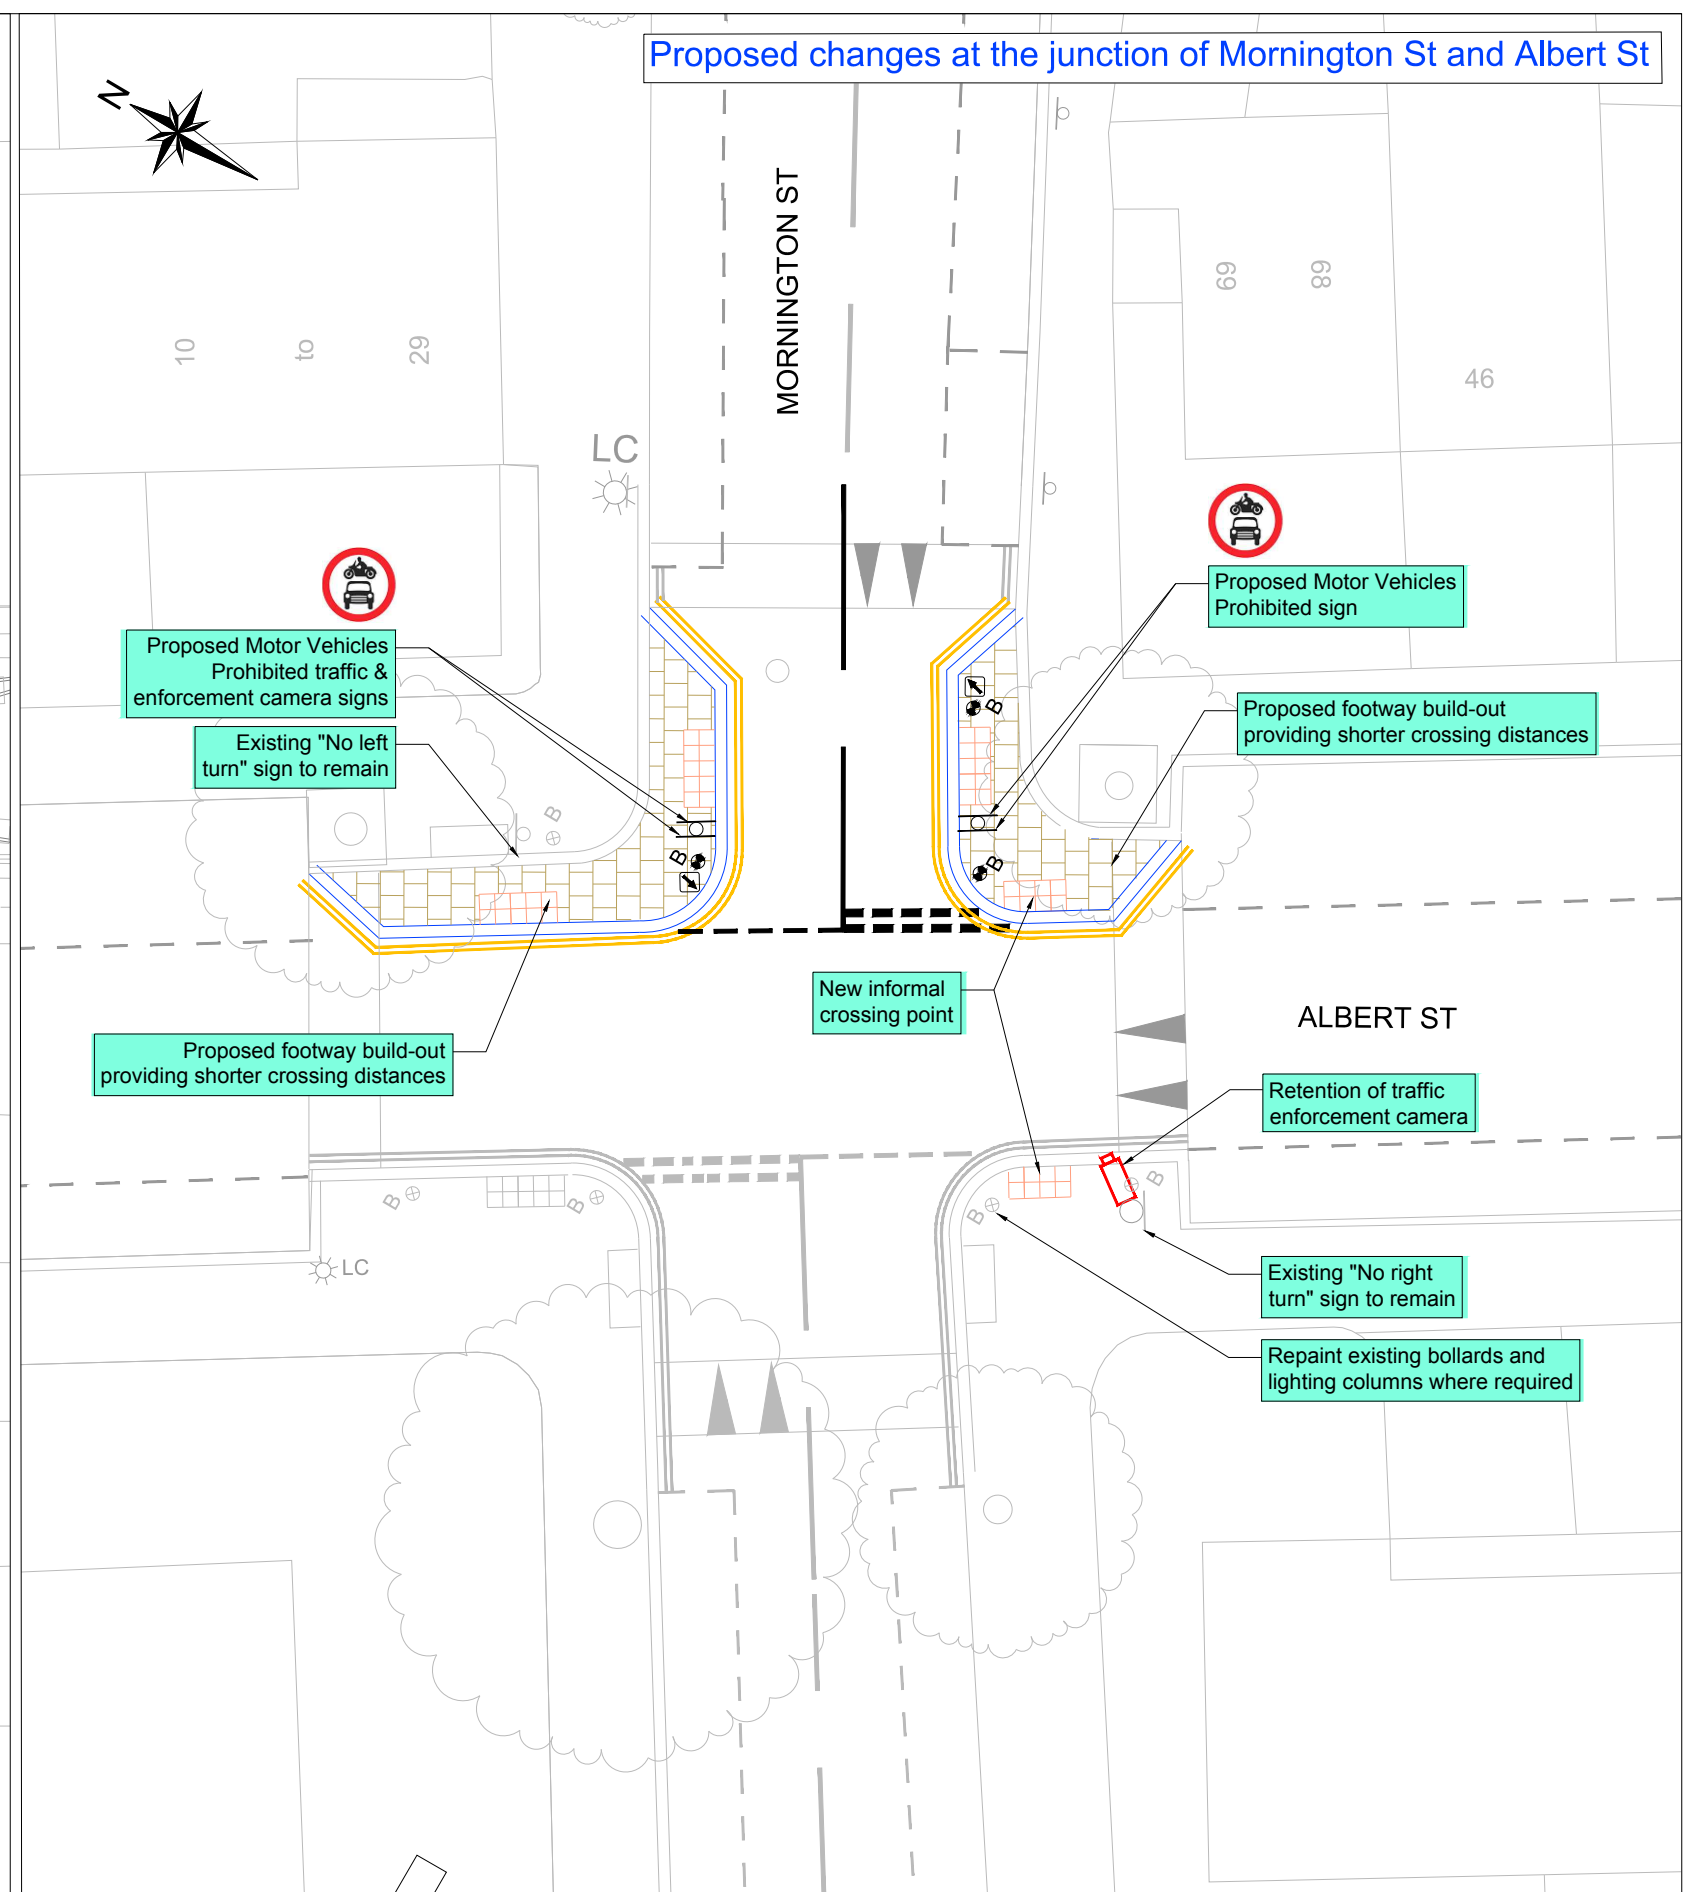 Proposed changes at the junction of Mornington St and Albert St
N
MORNINGTON ST
10
to
29
69
68
46
LC
Proposed Motor Vehicles
Prohibited sign
Proposed Motor Vehicles
Prohibited traffic &
enforcement camera signs
Existing "No left
turn" sign to remain
Proposed footway build-out
providing shorter crossing distances
B
B
B
B
New informal
crossing point
ALBERT ST
Proposed footway build-out
providing shorter crossing distances
Retention of traffic
enforcement camera
B
B
B
B
LC
Existing "No right
turn" sign to remain
Repaint existing bollards and
lighting columns where required